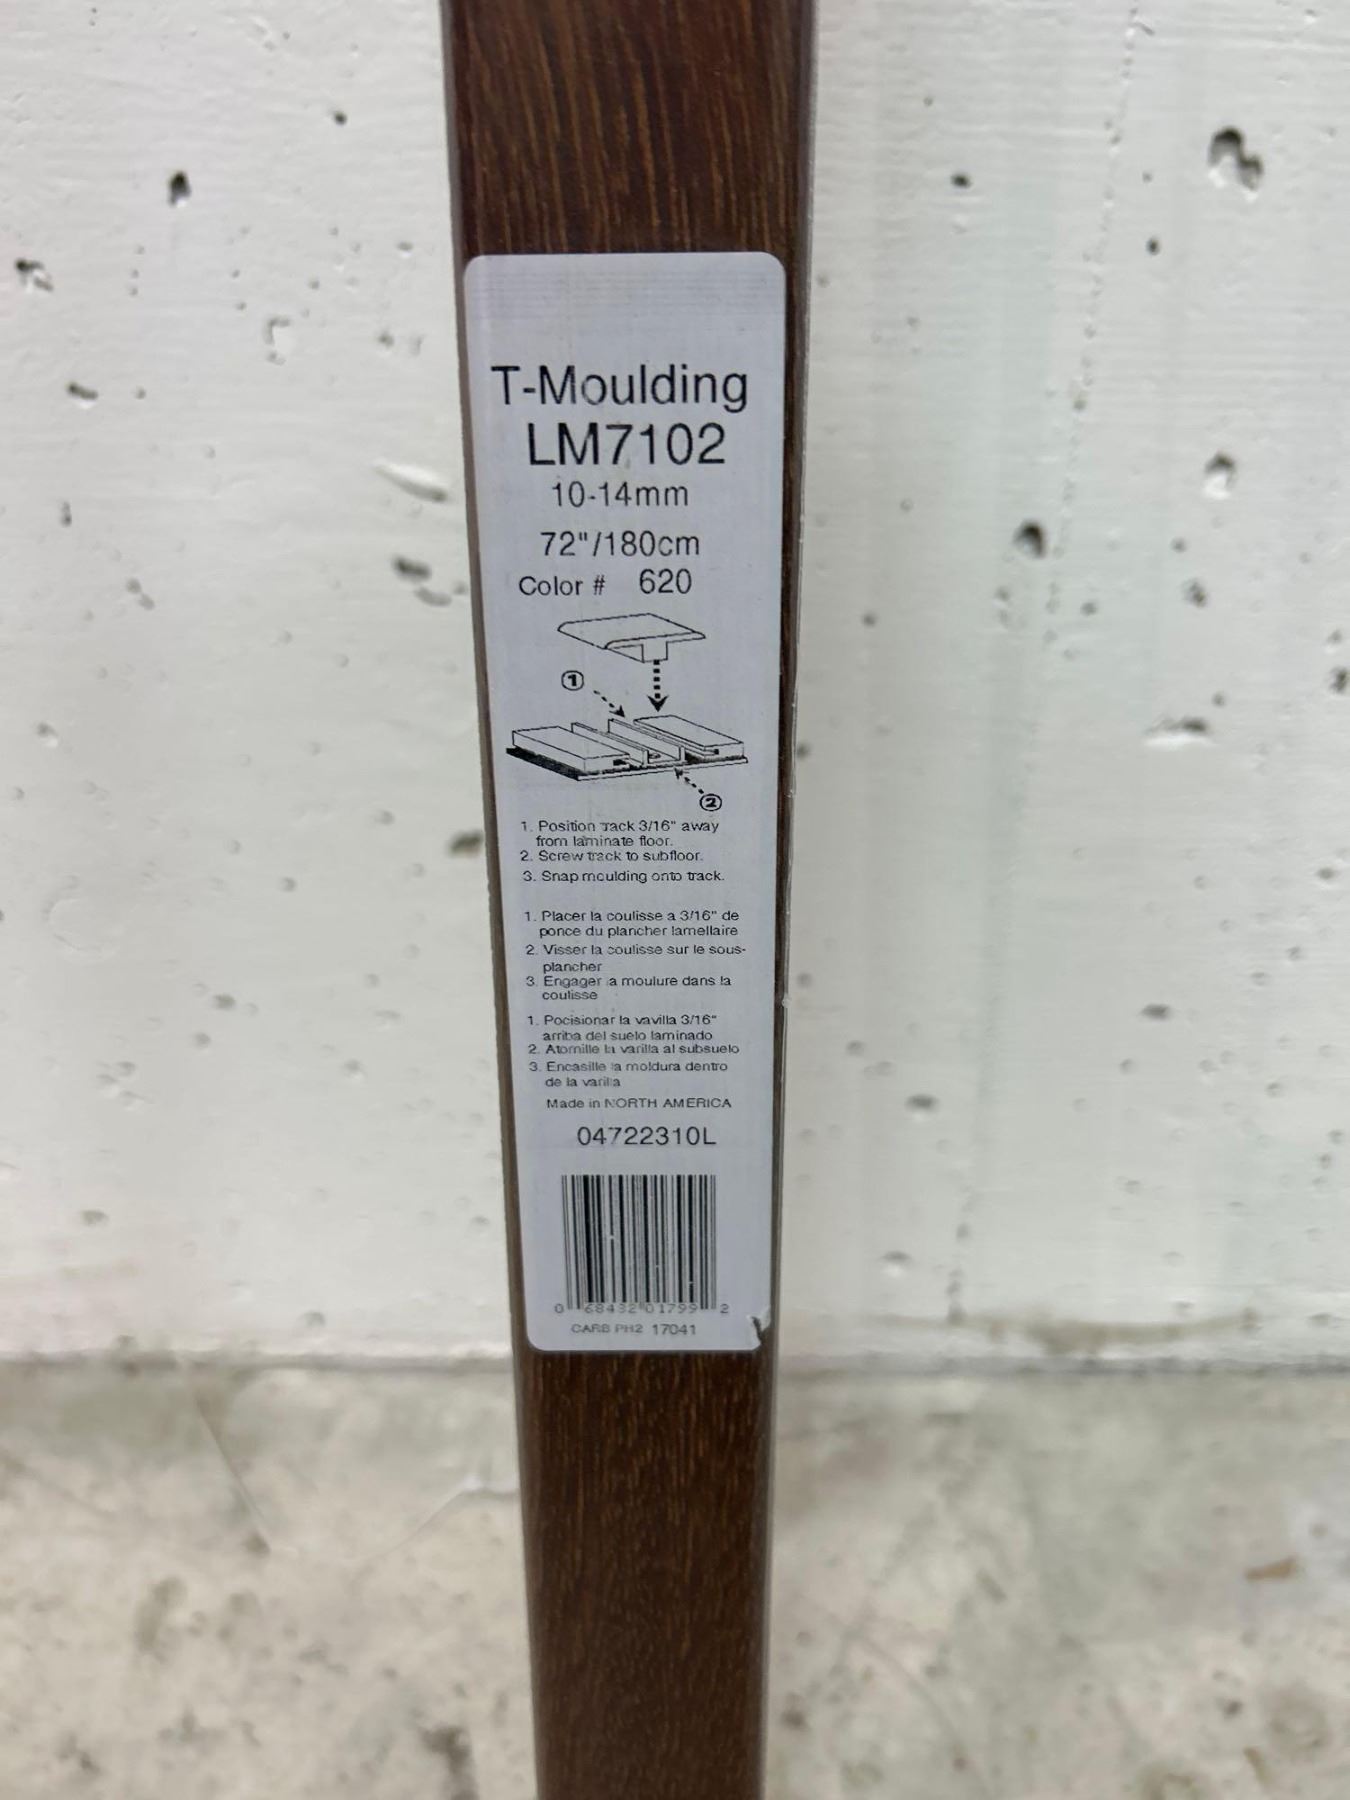 T-Moulding
LM7102
10-14mm
72"/180cm
Color # 620
1
2
1. Position rack 3/16" away
from laminate floor.
2. Screw track to subfloor.
3. Snap moulding onto track.
1. Placer la coulisse a 3/16" de
ponce du plancher lamellaire
2. Visser la coulisse sur le sous-
plancher
3. Engager la moulure dans la
coulisse
1. Pocisionar la vavilla 3/16"
arriba del suelo laminado
2. Atornille la varilla al subsuelo
3. Encasille la moldura dentro
de la varilla
Made in NORTH AMERICA
04722310L
0 68432 01799 2
CARB PH2 17041